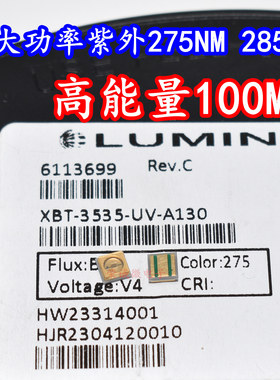 大功率紫外275NM 285
高能量100M
LUMIN
6113699 Rev.C
XBT-3535-UV-A130
Flux: Color:275
Voltage:V4 CRI:
HW23314001
HJR2304120010